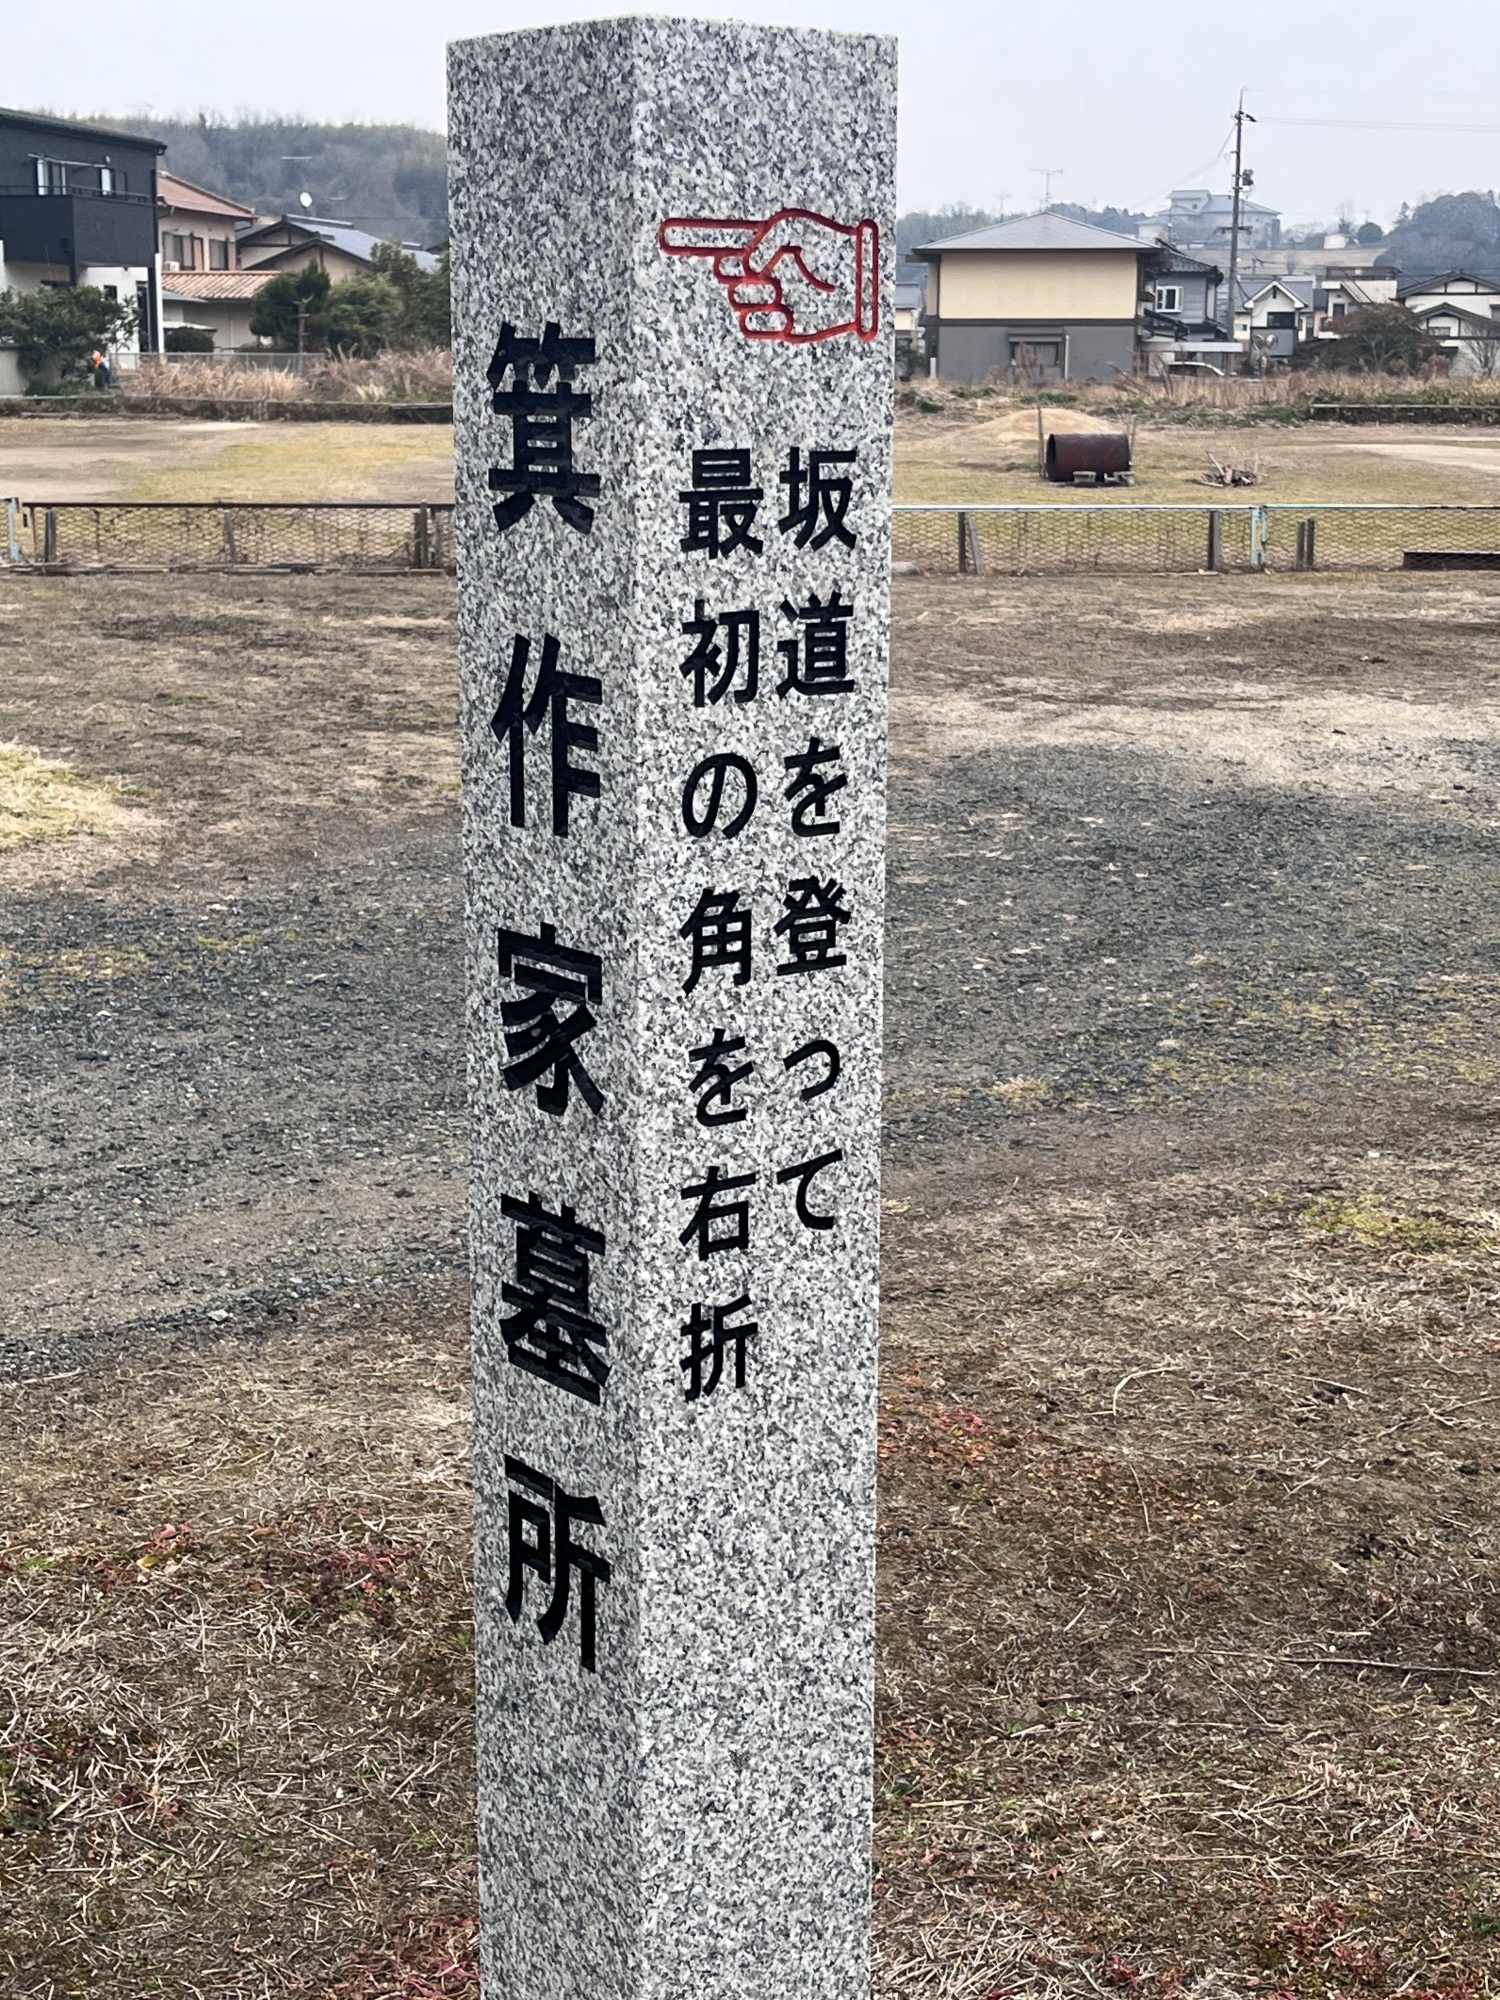 箕作家墓所
坂道を登って
最初の角を右折